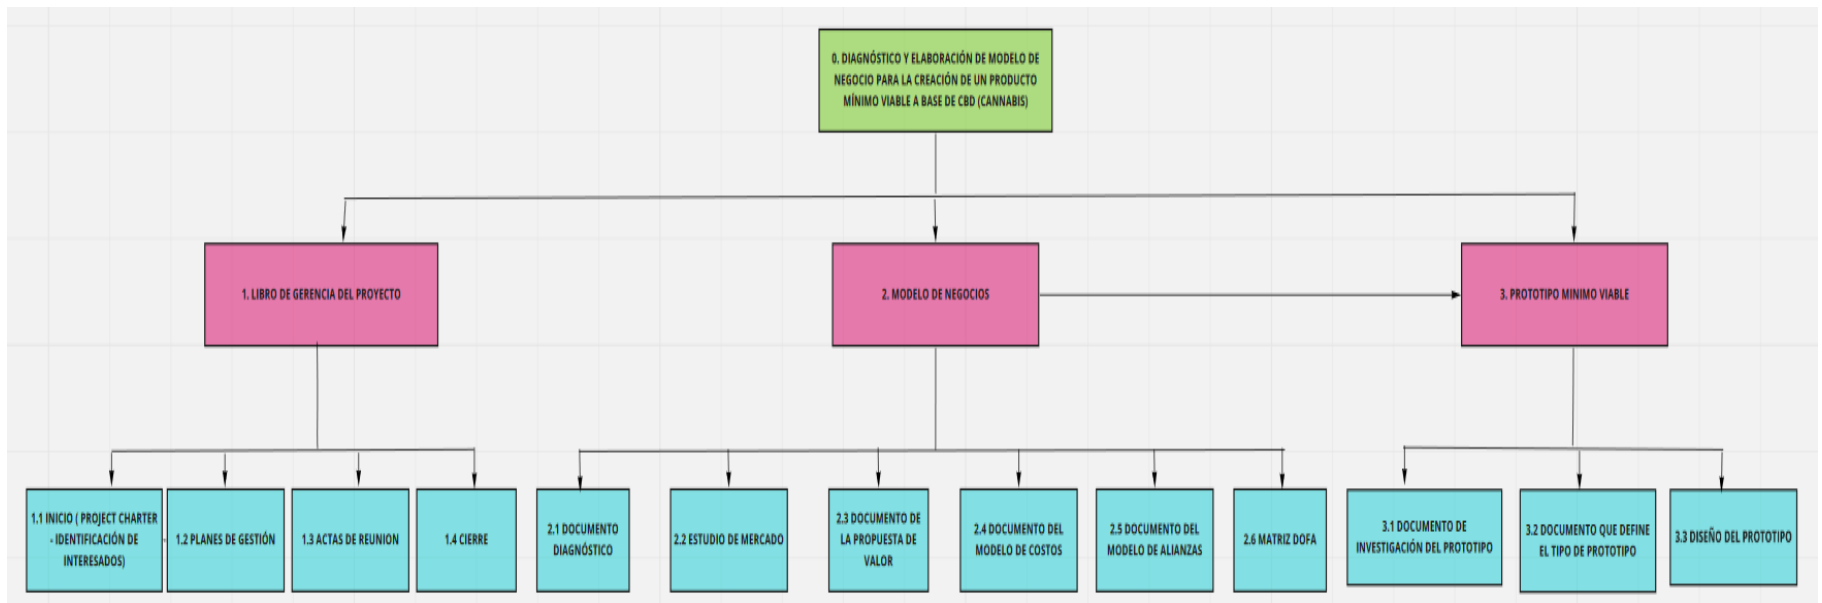 0. DIAGNÓSTICO Y ELABORACIÓN DE MODELO DE
NEGOCIO PARA LA CREACIÓN DE UN PRODUCTO
MÍNIMO VIABLE A BASE DE CBD (CANNABIS)
1. LIBRO DE GERENCIA DEL PROYECTO
2. MODELO DE NEGOCIOS
3. PROTOTIPO MINIMO VIABLE
1.1 INICIO ( PROJECT CHARTER
- IDENTIFICACIÓN DE
INTERESADOS)
1.2 PLANES DE GESTIÓN
1.3 ACTAS DE REUNION
1.4 CIERRE
2.1 DOCUMENTO
DIAGNÓSTICO
2.2 ESTUDIO DE MERCADO
2.3 DOCUMENTO DE
LA PROPUESTA DE
VALOR
2.4 DOCUMENTO DEL
MODELO DE COSTOS
2.5 DOCUMENTO DEL
MODELO DE ALIANZAS
2.6 MATRIZ DOFA
3.1 DOCUMENTO DE
INVESTIGACIÓN DEL PROTOTIPO
3.2 DOCUMENTO QUE DEFINE
EL TIPO DE PROTOTIPO
3.3 DISEÑO DEL PROTOTIPO